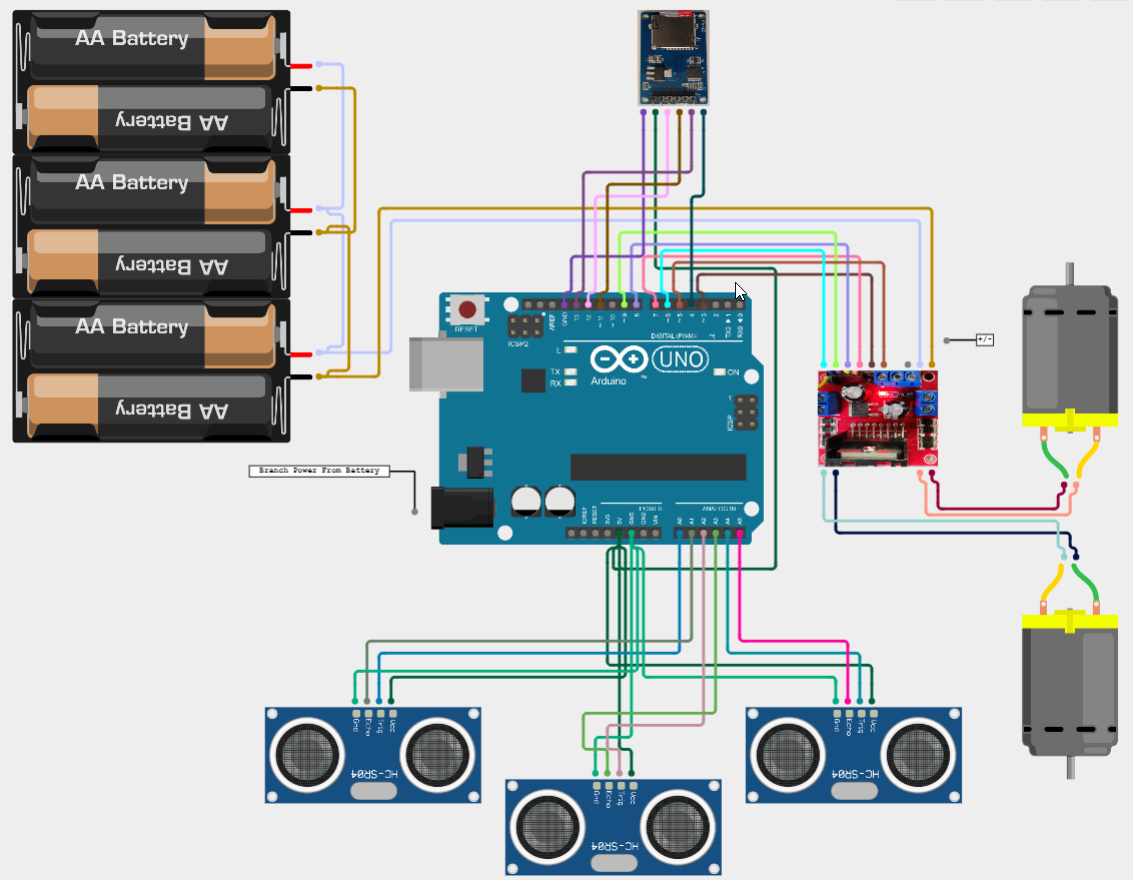 AA Battery
AA Battery
AA Battery
AA Battery
AA Battery
AA Battery
+/-
RESET
ICSP2
AREF
GND
13
12
~11
~10
~9
8
7
~6
~5
4
~3
2
TX0▶1
RX0◀0
DIGITAL (PWM~)
L
TX
RX
UNO
Arduino
™
ON
1
ICSP
Branch Power From Battery
POWER
ANALOG IN
IOREF
RESET
3V3
5V
GND
GND
VIN
A0
A1
A2
A3
A4
A5
Gnd
Echo
Trig
Vcc
HC-SR04
Gnd
Echo
Trig
Vcc
HC-SR04
Gnd
Echo
Trig
Vcc
HC-SR04